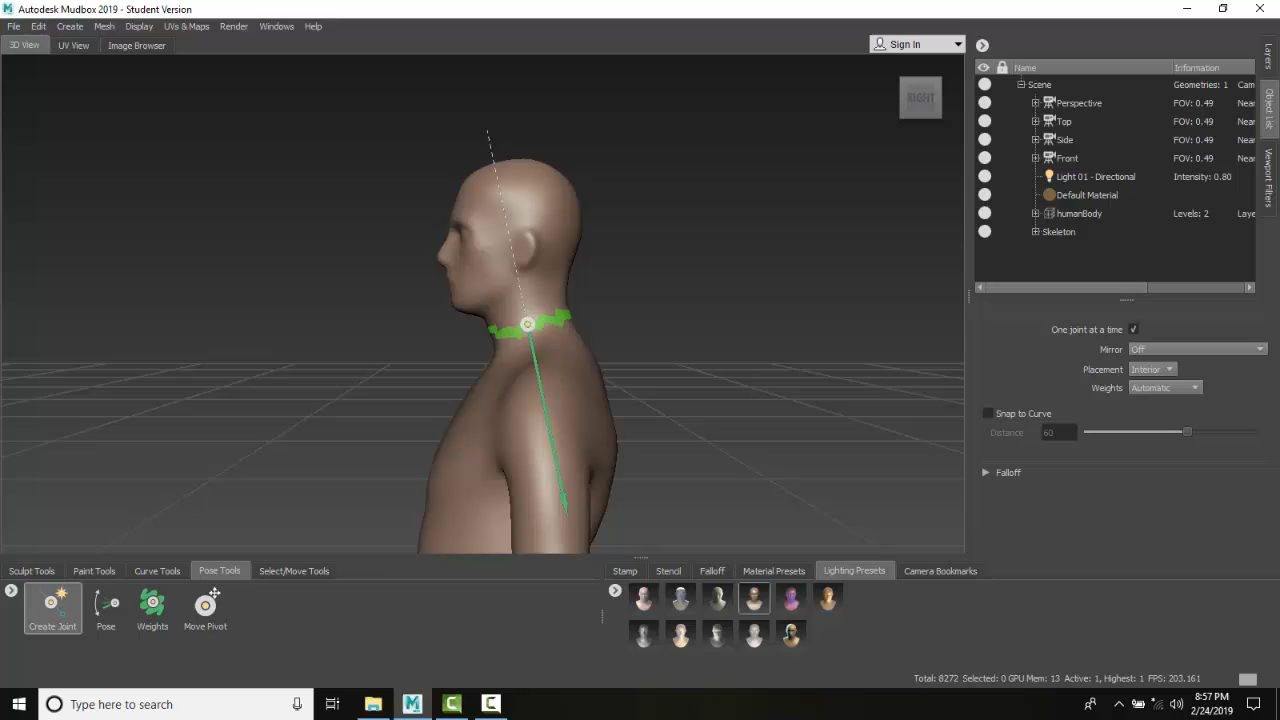 Autodesk Mudbox 2019 - Student Version
File Edit Create Mesh Display UVs & Maps Render Windows Help
3D View UV View Image Browser
Sign In
RIGHT
Name Information
Scene Geometries: 1 Cam
Perspective FOV: 0.49 Near
Top FOV: 0.49 Near
Side FOV: 0.49 Near
Front FOV: 0.49 Near
Light 01 - Directional Intensity: 0.80
Default Material
humanBody Levels: 2 Laye
Skeleton
Layers
Object List
Viewport Filters
One joint at a time
Mirror Off
Placement Interior
Weights Automatic
Snap to Curve
Distance 60
Falloff
Sculpt Tools Paint Tools Curve Tools Pose Tools Select/Move Tools
Create Joint Pose Weights Move Pivot
Stamp Stencil Falloff Material Presets Lighting Presets Camera Bookmarks
Total: 8272 Selected: 0 GPU Mem: 13 Active: 1, Highest: 1 FPS: 203.161
Type here to search
8:57 PM
2/24/2019